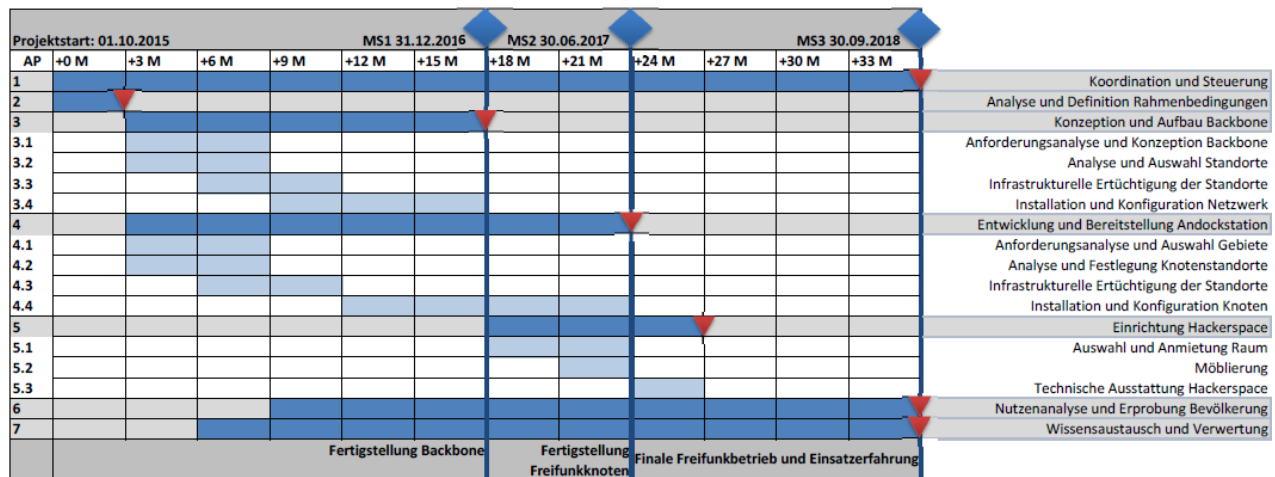 Projektstart: 01.10.2015 MS1 31.12.2016 MS2 30.06.2017 MS3 30.09.2018
AP +0 M +3 M +6 M +9 M +12 M +15 M +18 M +21 M +24 M +27 M +30 M +33 M
1 Koordination und Steuerung
2 Analyse und Definition Rahmenbedingungen
3 Konzeption und Aufbau Backbone
3.1 Anforderungsanalyse und Konzeption Backbone
3.2 Analyse und Auswahl Standorte
3.3 Infrastrukturelle Ertüchtigung der Standorte
3.4 Installation und Konfiguration Netzwerk
4 Entwicklung und Bereitstellung Andockstation
4.1 Anforderungsanalyse und Auswahl Gebiete
4.2 Analyse und Festlegung Knotenstandorte
4.3 Infrastrukturelle Ertüchtigung der Standorte
4.4 Installation und Konfiguration Knoten
5 Einrichtung Hackerspace
5.1 Auswahl und Anmietung Raum
5.2 Möblierung
5.3 Technische Ausstattung Hackerspace
6 Nutzenanalyse und Erprobung Bevölkerung
7 Wissensaustausch und Verwertung
Fertigstellung Backbone
Fertigstellung
Freifunkknoten
Finale Freifunkbetrieb und Einsatzerfahrung